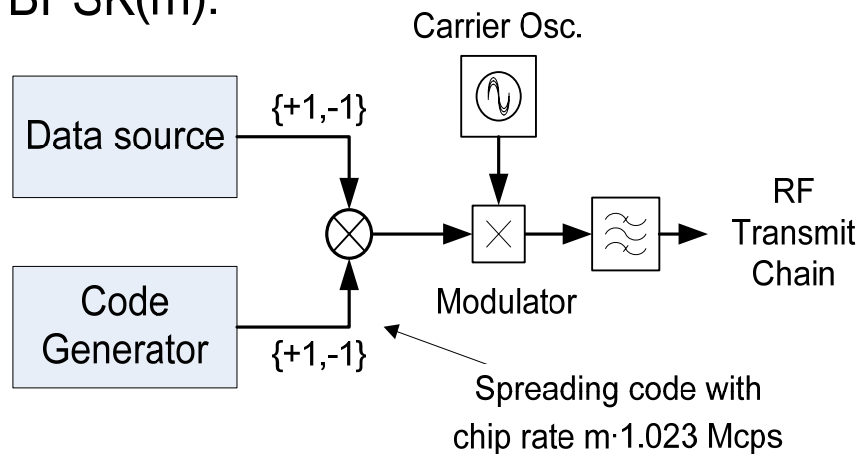 BPSK(m):
Carrier Osc.
{+1,-1}
Data source
RF
Transmit
Chain
Code
Generator
Modulator
{+1,-1}
Spreading code with
chip rate m·1.023 Mcps